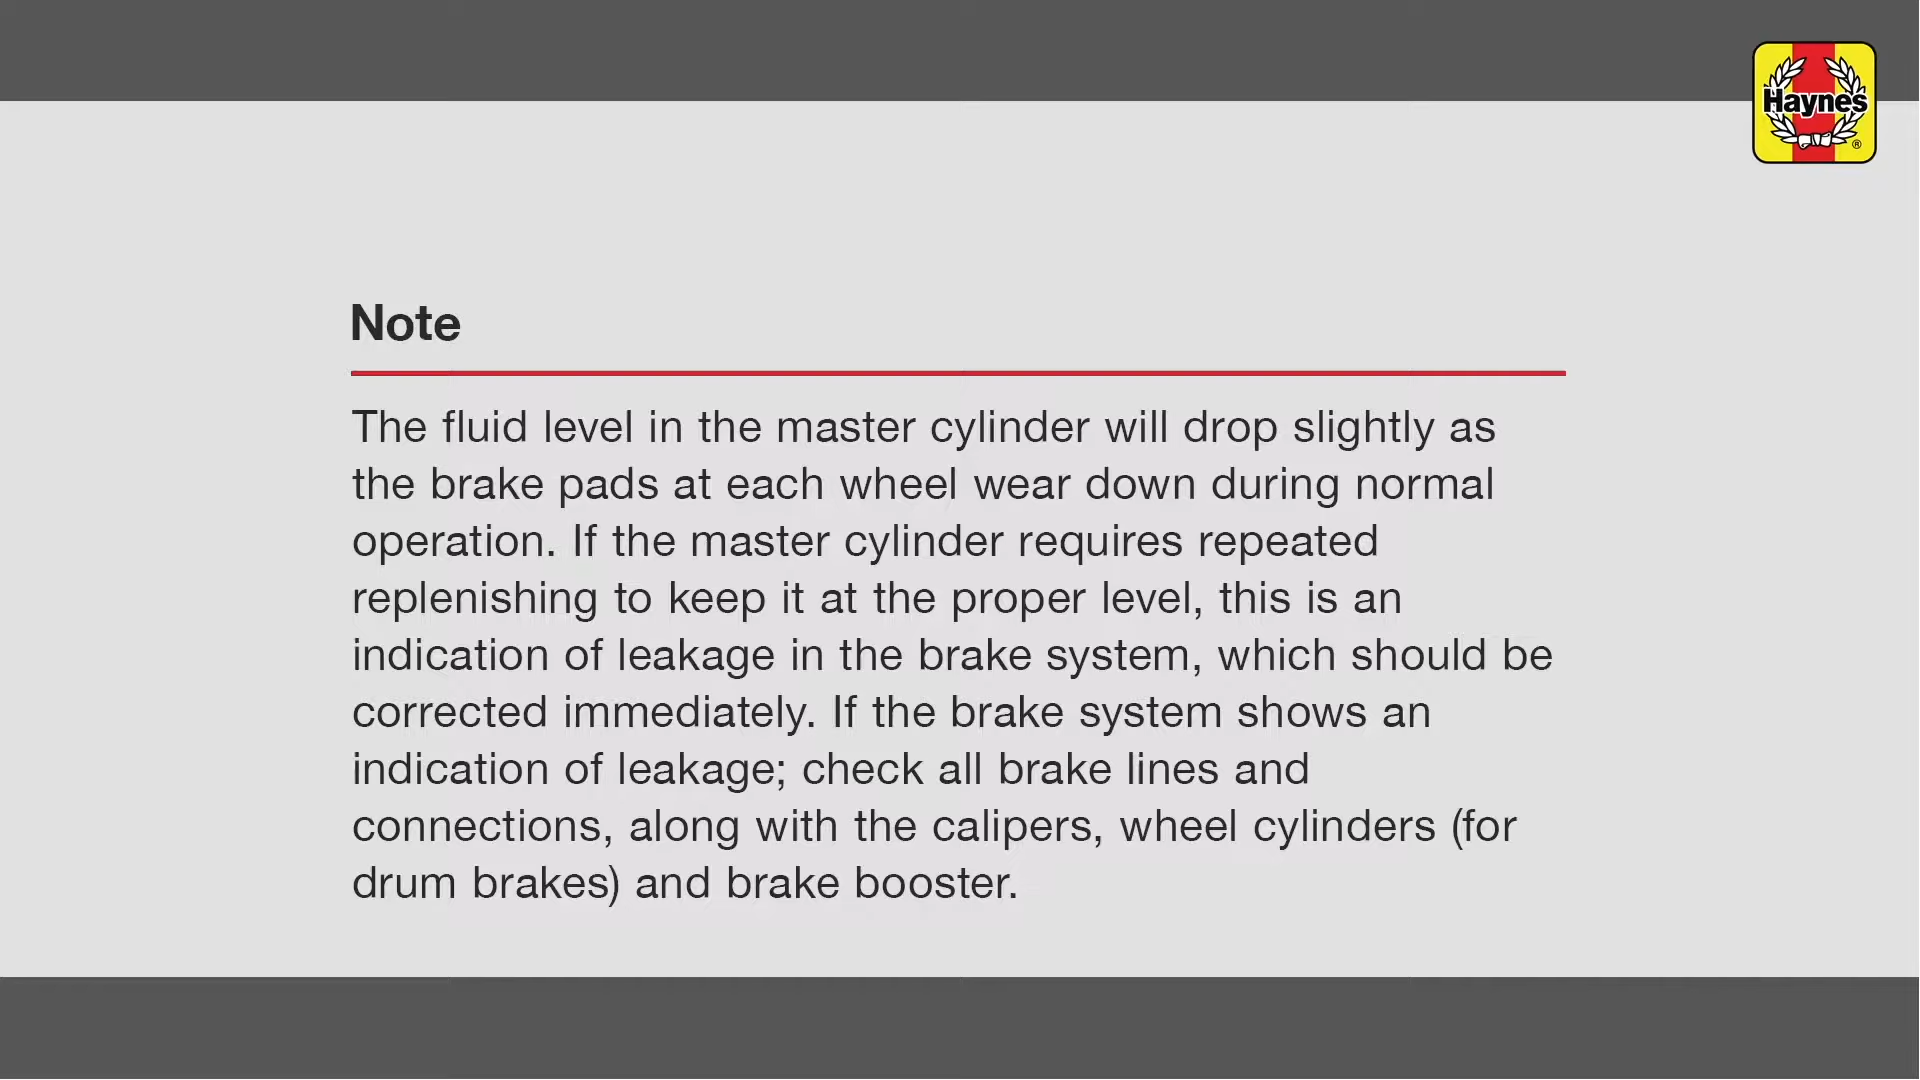 Haynes
®
Note
The fluid level in the master cylinder will drop slightly as
the brake pads at each wheel wear down during normal
operation. If the master cylinder requires repeated
replenishing to keep it at the proper level, this is an
indication of leakage in the brake system, which should be
corrected immediately. If the brake system shows an
indication of leakage; check all brake lines and
connections, along with the calipers, wheel cylinders (for
drum brakes) and brake booster.